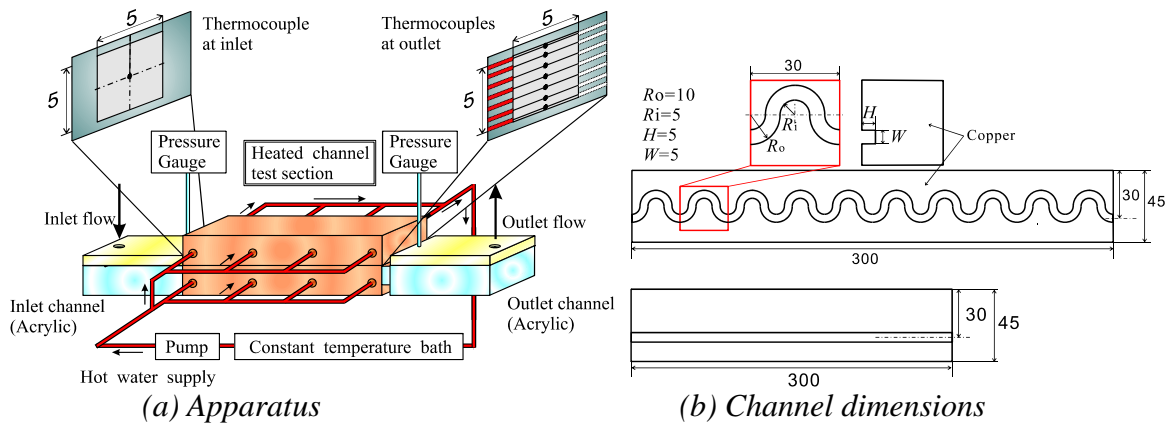 5
5
Thermocouple
at inlet
Thermocouples
at outlet
5
5
Pressure
Gauge
Heated channel
test section
Pressure
Gauge
Inlet flow
Outlet flow
Inlet channel
(Acrylic)
Outlet channel
(Acrylic)
Pump
Constant temperature bath
Hot water supply
(a) Apparatus
30
Ro=10
Ri=5
H=5
W=5
Ri
Ro
H
W
Copper
30
45
300
30
45
300
(b) Channel dimensions